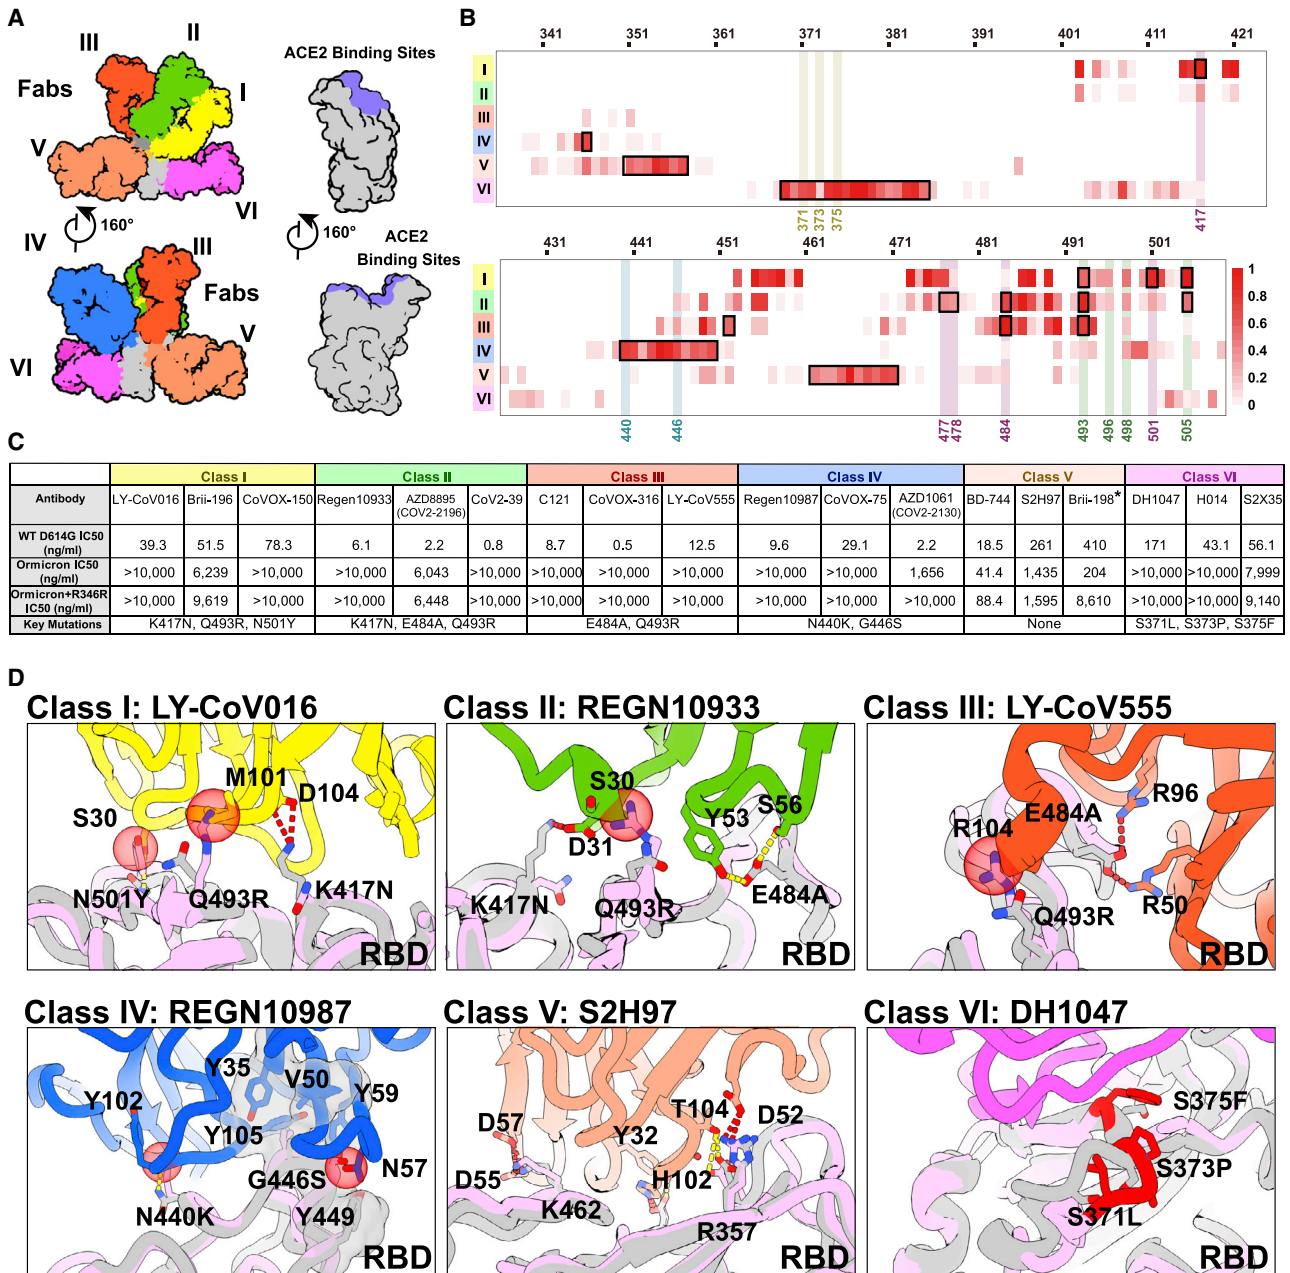 A
III
II
Fabs
I
V
VI
160°
IV
III
Fabs
V
VI
ACE2 Binding Sites
160°
ACE2
Binding Sites
B
341 351 361 371 381 391 401 411 421
I
II
III
IV
V
VI
371
373
375
417
431 441 451 461 471 481 491 501
I
II
III
IV
V
VI
440
446
477
478
484
493
496
498
501
505
1
0.8
0.6
0.4
0.2
0
C
Class I Class II Class III Class IV Class V Class VI
Antibody LY-CoV016 Brii-196 CoVOX-150 Regen10933 AZD8895 (COV2-2196) CoV2-39 C121 CoVOX-316 LY-CoV555 Regen10987 CoVOX-75 AZD1061 (COV2-2130) BD-744 S2H97 Brii-198* DH1047 H014 S2X35
WT D614G IC50 (ng/ml) 39.3 51.5 78.3 6.1 2.2 0.8 8.7 0.5 12.5 9.6 29.1 2.2 18.5 261 410 171 43.1 56.1
Ormicron IC50 (ng/ml) >10,000 6,239 >10,000 >10,000 6,043 >10,000 >10,000 >10,000 >10,000 >10,000 >10,000 1,656 41.4 1,435 204 >10,000 >10,000 7,999
Ormicron+R346R IC50 (ng/ml) >10,000 9,619 >10,000 >10,000 6,448 >10,000 >10,000 >10,000 >10,000 >10,000 >10,000 >10,000 88.4 1,595 8,610 >10,000 >10,000 9,140
Key Mutations K417N, Q493R, N501Y K417N, E484A, Q493R E484A, Q493R N440K, G446S None S371L, S373P, S375F
D
Class I: LY-CoV016
M101
D104
S30
N501Y
Q493R
K417N
RBD
Class II: REGN10933
S30
S56
Y53
D31
K417N
Q493R
E484A
RBD
Class III: LY-CoV555
R96
E484A
R104
Q493R
R50
RBD
Class IV: REGN10987
Y35
V50
Y59
Y102
Y105
G446S
N57
N440K
Y449
RBD
Class V: S2H97
T104
D52
D57
Y32
D55
H102
K462
R357
RBD
Class VI: DH1047
S375F
S373P
S371L
RBD